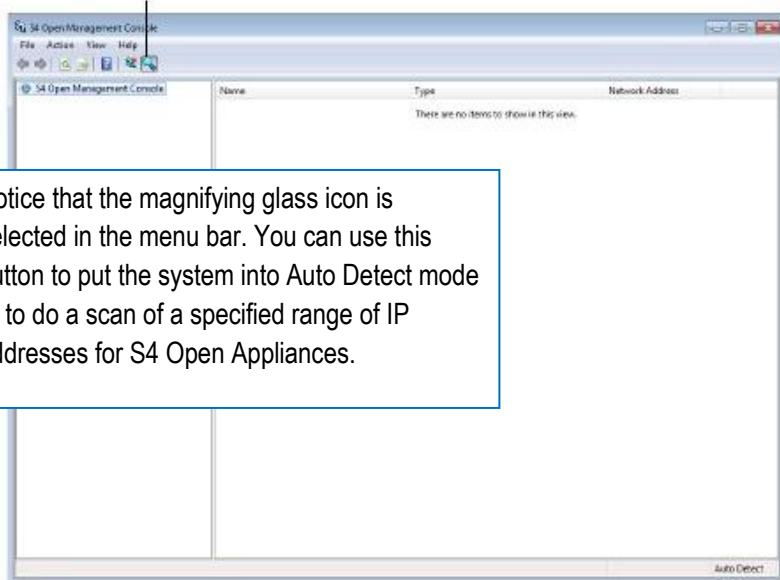 S4 Open Management Console
File Action View Help
S4 Open Management Console
Name Type Network Address
There are no items to show in this view.
otice that the magnifying glass icon is
elected in the menu bar. You can use this
utton to put the system into Auto Detect mode
to do a scan of a specified range of IP
ddresses for S4 Open Appliances.
Auto Detect